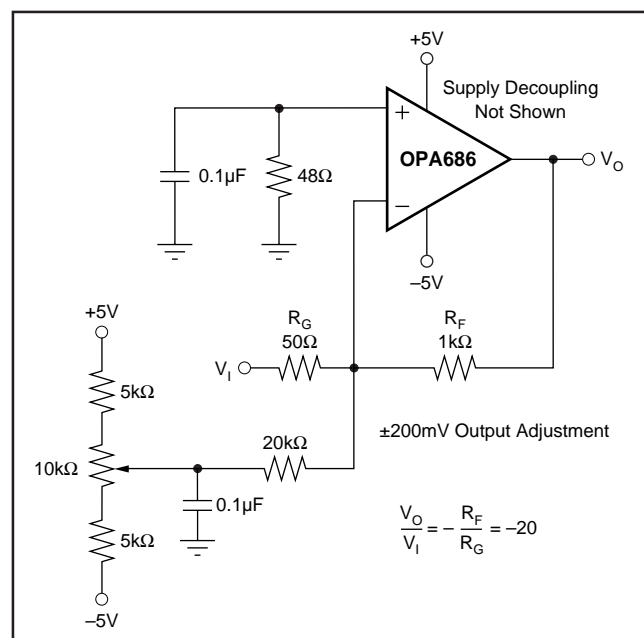 +5V
Supply Decoupling
Not Shown
+
OPA686
V_O
0.1µF
48Ω
−
–5V
+5V
R_G
50Ω
R_F
1kΩ
V_I
5kΩ
20kΩ
±200mV Output Adjustment
10kΩ
0.1µF
V_O / V_I = – R_F / R_G = –20
5kΩ
–5V